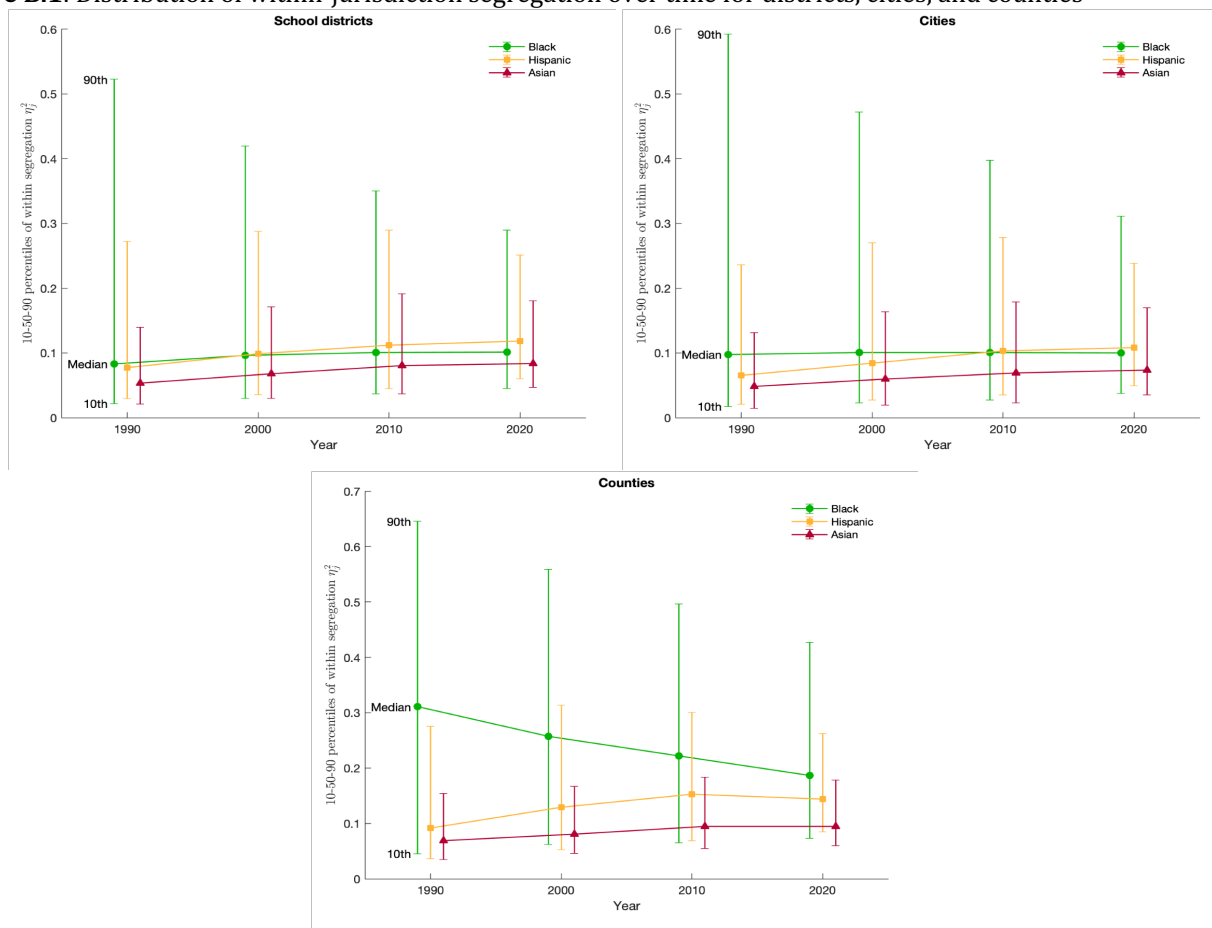 B.1. Distribution of within-jurisdiction segregation over time for districts, cities, and counties
School districts
Black
Hispanic
Asian
90th
Median
10th
10-50-90 percentiles of within segregation η²ⱼ
0.6
0.5
0.4
0.3
0.2
0.1
0
1990 2000 2010 2020
Year
Cities
Black
Hispanic
Asian
90th
Median
10th
10-50-90 percentiles of within segregation η²ⱼ
0.6
0.5
0.4
0.3
0.2
0.1
0
1990 2000 2010 2020
Year
Counties
Black
Hispanic
Asian
90th
Median
10th
10-50-90 percentiles of within segregation η²ⱼ
0.7
0.6
0.5
0.4
0.3
0.2
0.1
0
1990 2000 2010 2020
Year